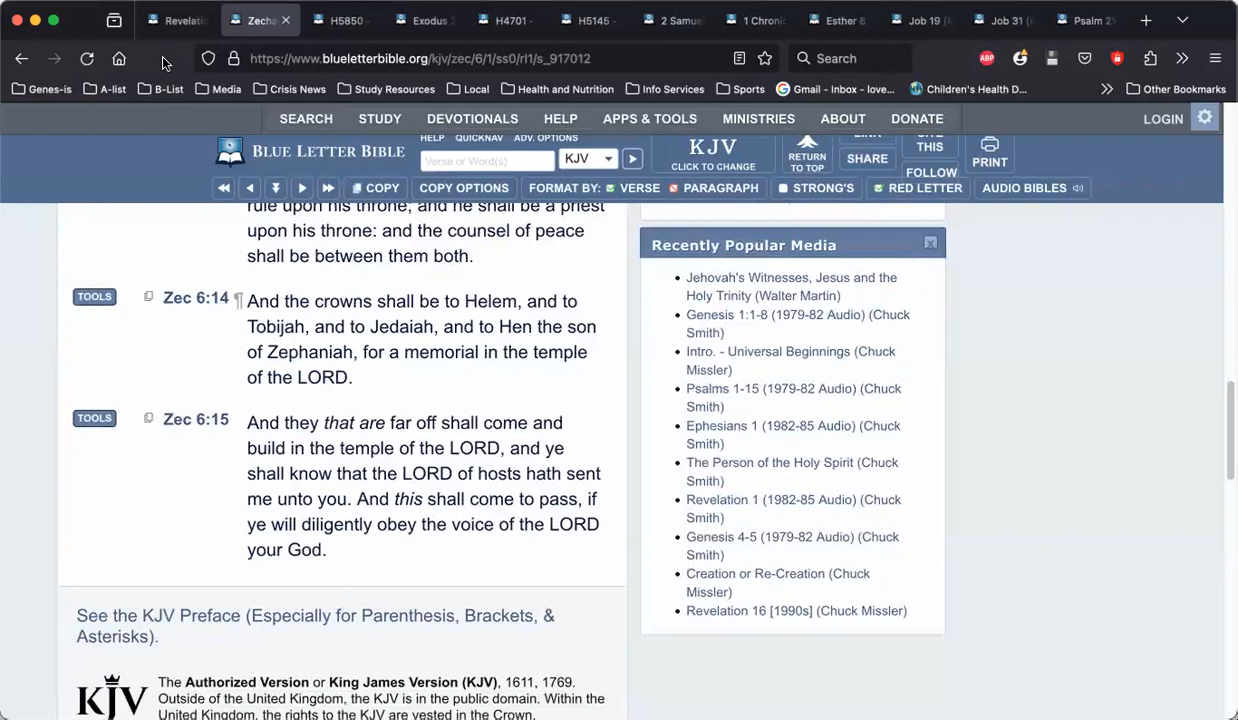 Revelati
Zecha
H5850 -
Exodus 2
H4701 -
H5145 -
2 Samue
1 Chroni
Esther 8
Job 19 (
Job 31 (
Psalm 2
https://www.blueletterbible.org/kjv/zec/6/1/ss0/rl1/s_917012
Search
ABP
Genes-is
A-list
B-List
Media
Crisis News
Study Resources
Local
Health and Nutrition
Info Services
Sports
Gmail - Inbox - love...
Children's Health D...
Other Bookmarks
SEARCH
STUDY
DEVOTIONALS
HELP
APPS & TOOLS
MINISTRIES
ABOUT
DONATE
LOGIN
BLUE LETTER BIBLE
HELP QUICKNAV ADV. OPTIONS
Verse or Word(s)
KJV
KJV
CLICK TO CHANGE
RETURN
TO TOP
LINK
SHARE
CITE
THIS
FOLLOW
PRINT
COPY
COPY OPTIONS
FORMAT BY: VERSE PARAGRAPH
STRONG'S
RED LETTER
AUDIO BIBLES
rule upon his throne; and he shall be a priest
upon his throne: and the counsel of peace
shall be between them both.
TOOLS
Zec 6:14
¶ And the crowns shall be to Helem, and to
Tobijah, and to Jedaiah, and to Hen the son
of Zephaniah, for a memorial in the temple
of the LORD.
TOOLS
Zec 6:15
And they that are far off shall come and
build in the temple of the LORD, and ye
shall know that the LORD of hosts hath sent
me unto you. And this shall come to pass, if
ye will diligently obey the voice of the LORD
your God.
See the KJV Preface (Especially for Parenthesis, Brackets, &
Asterisks).
KJV
The Authorized Version or King James Version (KJV), 1611, 1769.
Outside of the United Kingdom, the KJV is in the public domain. Within the
United Kingdom, the rights to the KJV are vested in the Crown.
Recently Popular Media
Jehovah's Witnesses, Jesus and the
Holy Trinity (Walter Martin)
Genesis 1:1-8 (1979-82 Audio) (Chuck
Smith)
Intro. - Universal Beginnings (Chuck
Missler)
Psalms 1-15 (1979-82 Audio) (Chuck
Smith)
Ephesians 1 (1982-85 Audio) (Chuck
Smith)
The Person of the Holy Spirit (Chuck
Smith)
Revelation 1 (1982-85 Audio) (Chuck
Smith)
Genesis 4-5 (1979-82 Audio) (Chuck
Smith)
Creation or Re-Creation (Chuck
Missler)
Revelation 16 [1990s] (Chuck Missler)